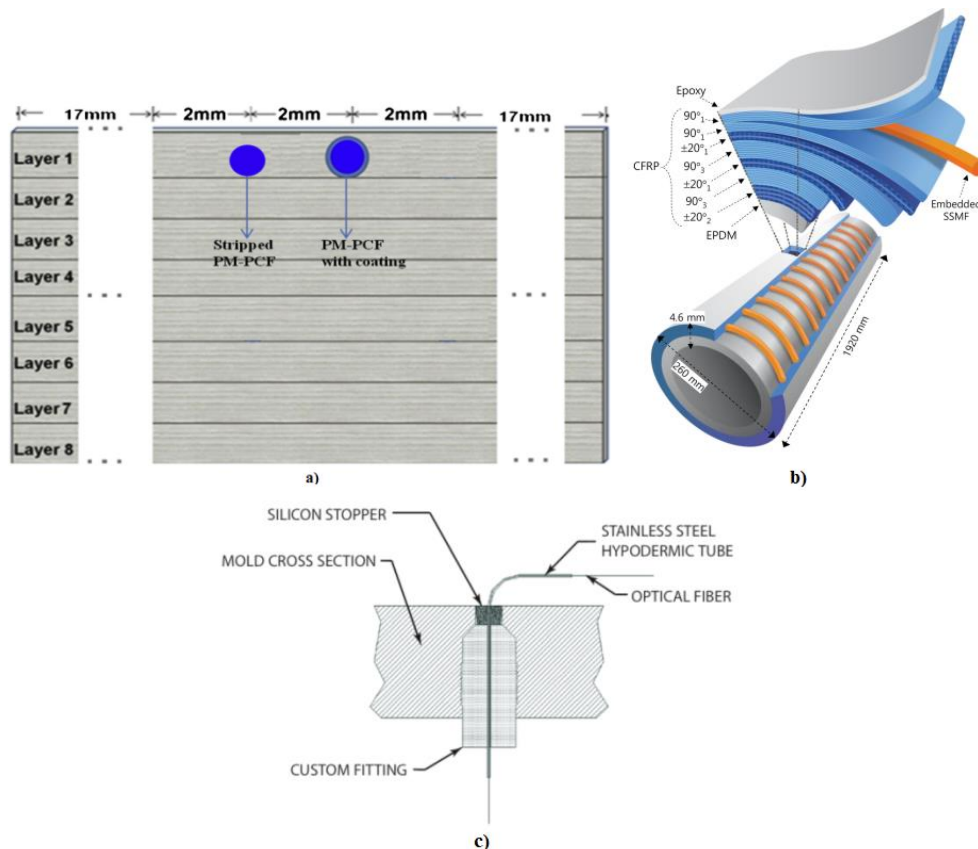 17mm 2mm 2mm 2mm 17mm
Layer 1
Layer 2
Layer 3
Layer 4
Layer 5
Layer 6
Layer 7
Layer 8
Stripped
PM-PCF
PM-PCF
with coating
a)
Epoxy
90°₁
90°₁
±20°₁
90°₃
±20°₁
90°₃
±20°₂
CFRP
EPDM
Embedded
SSMF
4.6 mm
260 mm
1920 mm
b)
SILICON STOPPER
MOLD CROSS SECTION
STAINLESS STEEL
HYPODERMIC TUBE
OPTICAL FIBER
CUSTOM FITTING
c)